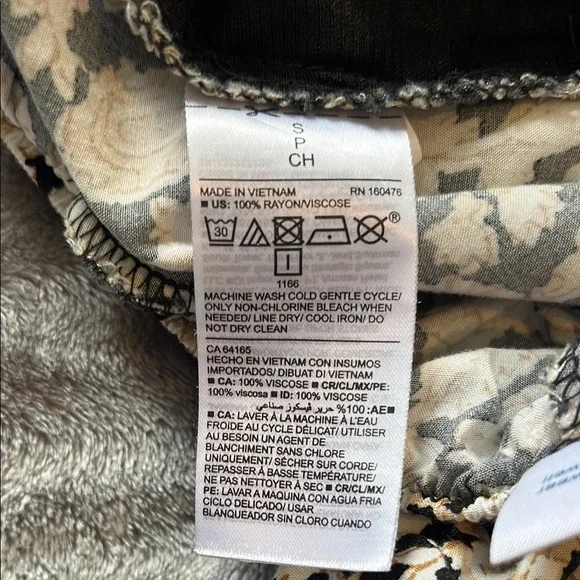 S
P
CH
MADE IN VIETNAM RN 160476
■ US: 100% RAYON/VISCOSE
30
®
1166
MACHINE WASH COLD GENTLE CYCLE/
ONLY NON-CHLORINE BLEACH WHEN
NEEDED/ LINE DRY/ COOL IRON/ DO
NOT DRY CLEAN
CA 64165
HECHO EN VIETNAM CON INSUMOS
IMPORTADOS/ DIBUAT DI VIETNAM
■ CA: 100% VISCOSE ■ CR/CL/MX/PE:
100% viscosa ■ ID: 100% VISCOSE
■AE: 100% حرير فيسكوز صناعي
■ CA: LAVER À LA MACHINE À L'EAU
FROIDE AU CYCLE DÉLICAT/ UTILISER
AU BESOIN UN AGENT DE
BLANCHIMENT SANS CHLORE
UNIQUEMENT/ SÉCHER SUR CORDE/
REPASSER À BASSE TEMPÉRATURE/
NE PAS NETTOYER À SEC ■ CR/CL/MX/
PE: LAVAR A MAQUINA CON AGUA FRIA
CICLO DELICADO/ USAR
BLANQUEADOR SIN CLORO CUANDO